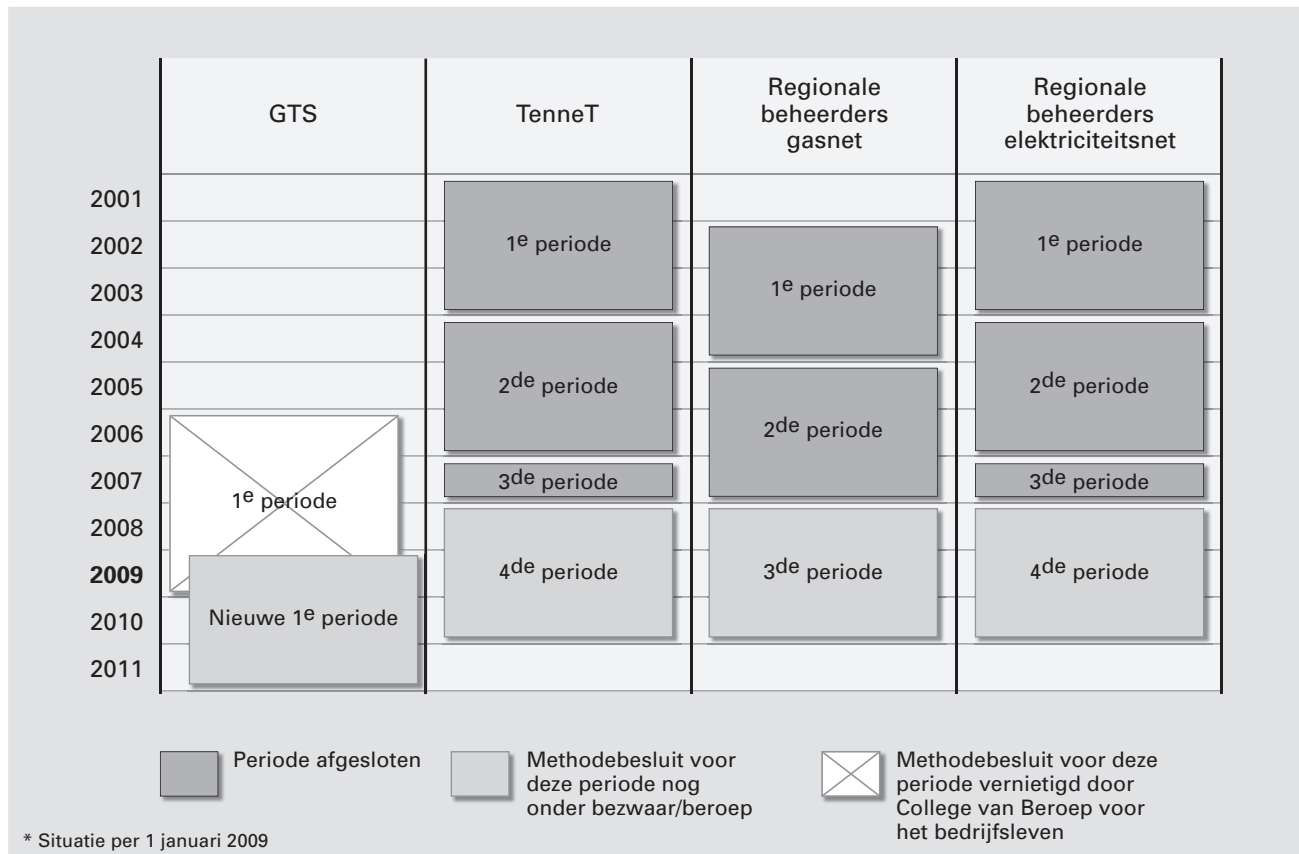 GTS
TenneT
Regionale
beheerders
gasnet
Regionale
beheerders
elektriciteitsnet
2001
2002
2003
2004
2005
2006
2007
2008
2009
2010
2011
1e periode
Nieuwe 1e periode
1e periode
2de periode
3de periode
4de periode
1e periode
2de periode
3de periode
1e periode
2de periode
3de periode
4de periode
Periode afgesloten
Methodebesluit voor
deze periode nog
onder bezwaar/beroep
Methodebesluit voor deze
periode vernietigd door
College van Beroep voor
het bedrijfsleven
* Situatie per 1 januari 2009